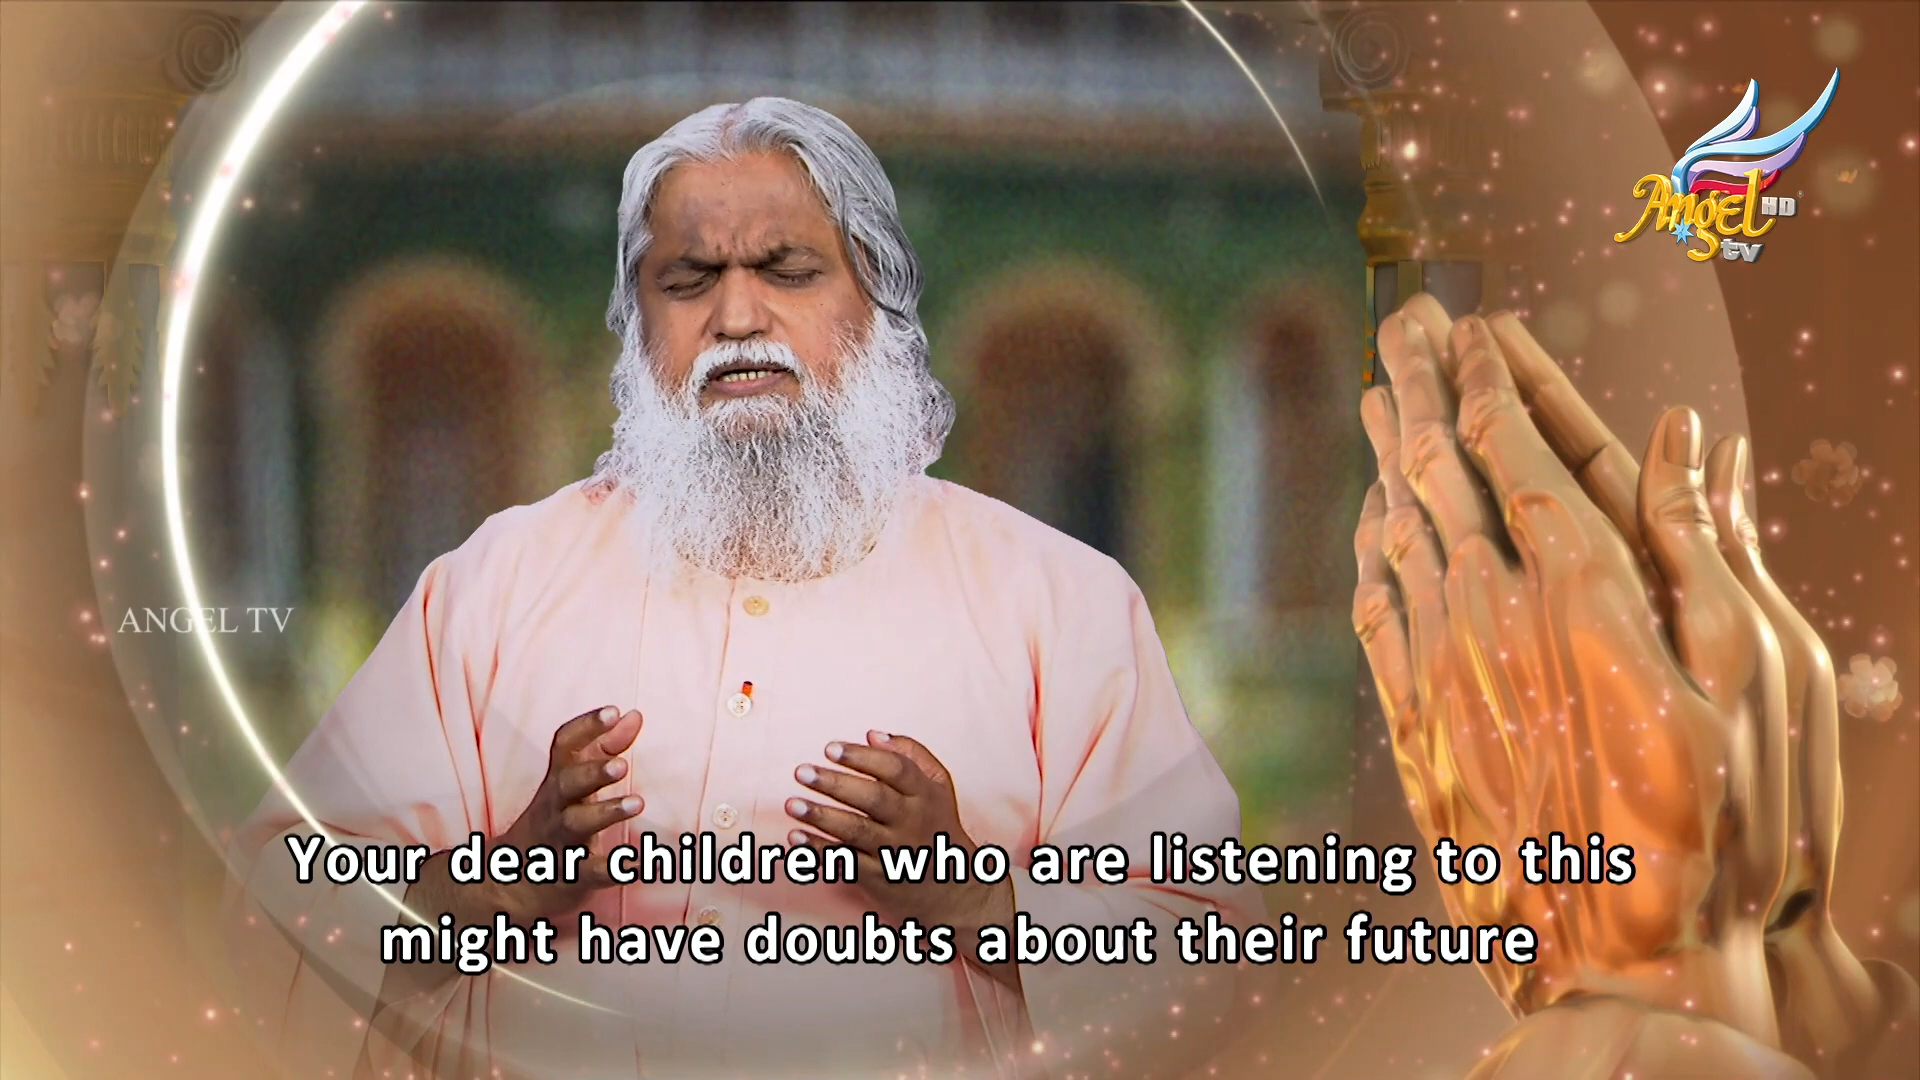 Angel HD
tv
ANGEL TV
Your dear children who are listening to this
might have doubts about their future